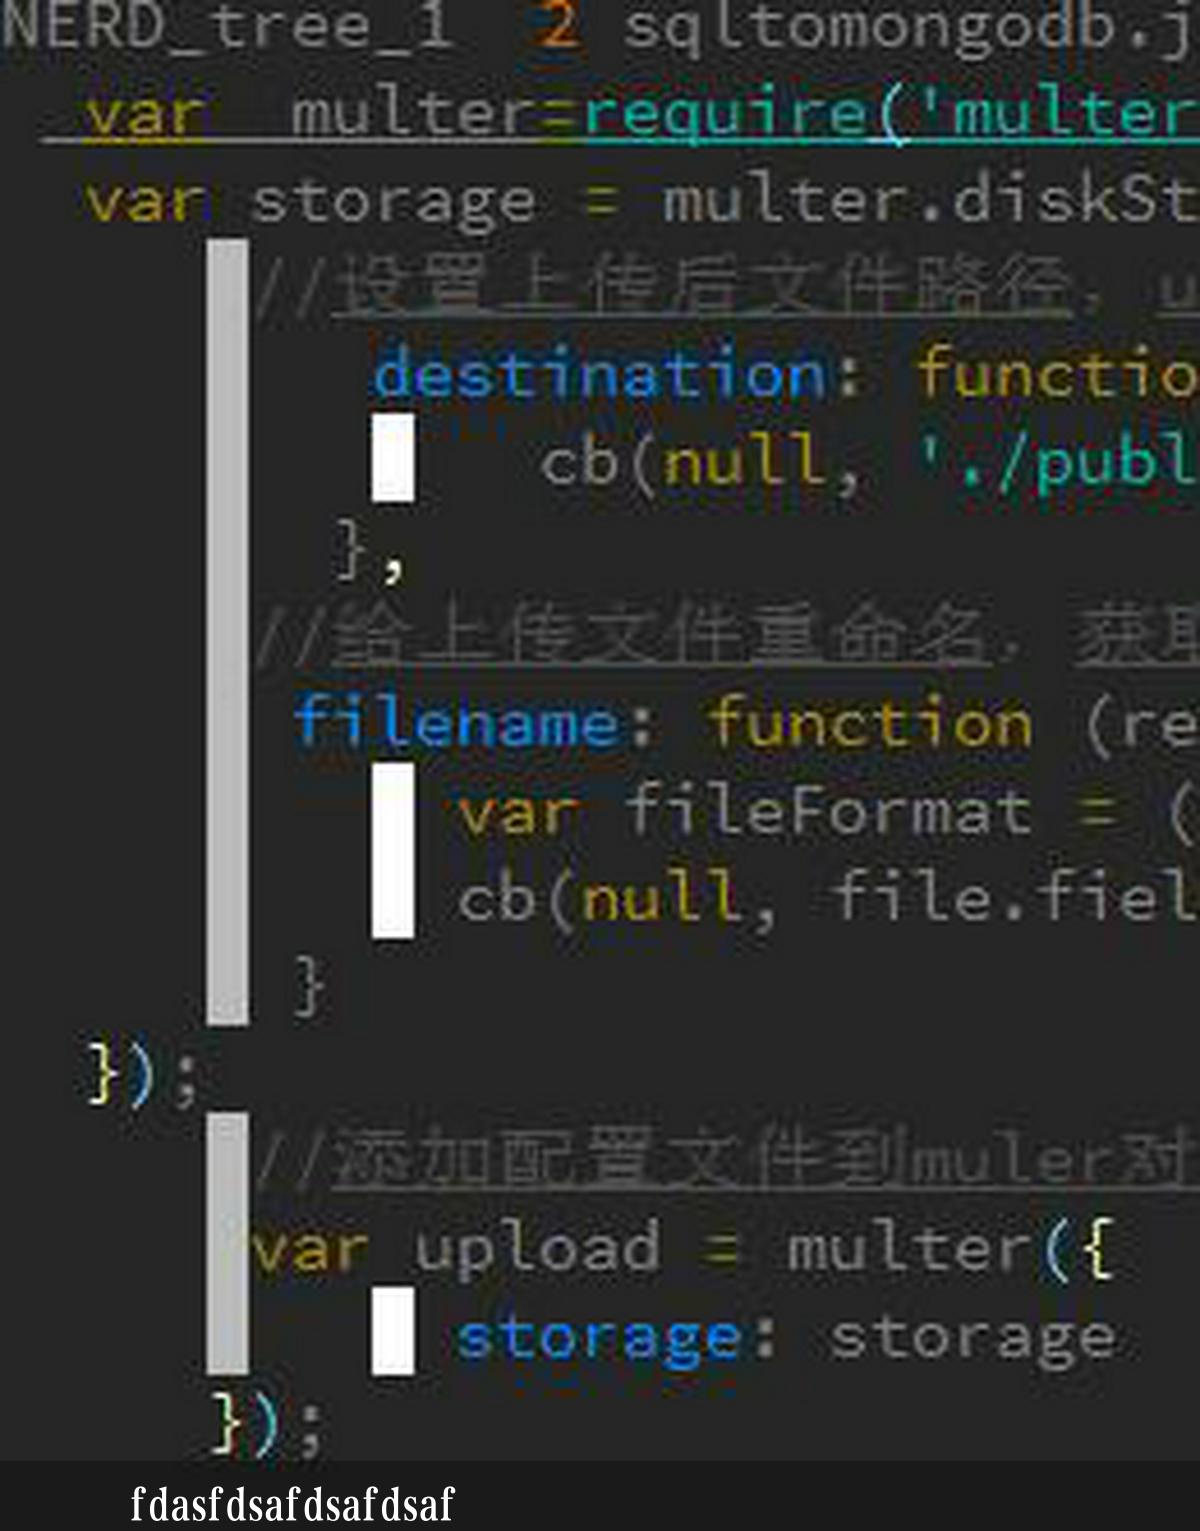 NERD_tree_1 2 sqltomongodb.j
var multer=require('multer
var storage = multer.diskSt
//设置上传后文件路径，u
destination: functio
cb(null, './publ
},
//给上传文件重命名，获取
filename: function (re
var fileFormat = (
cb(null, file.fiel
}
});
//添加配置文件到muler对
var upload = multer({
storage: storage
});
fdasfdsafdsafdsaf